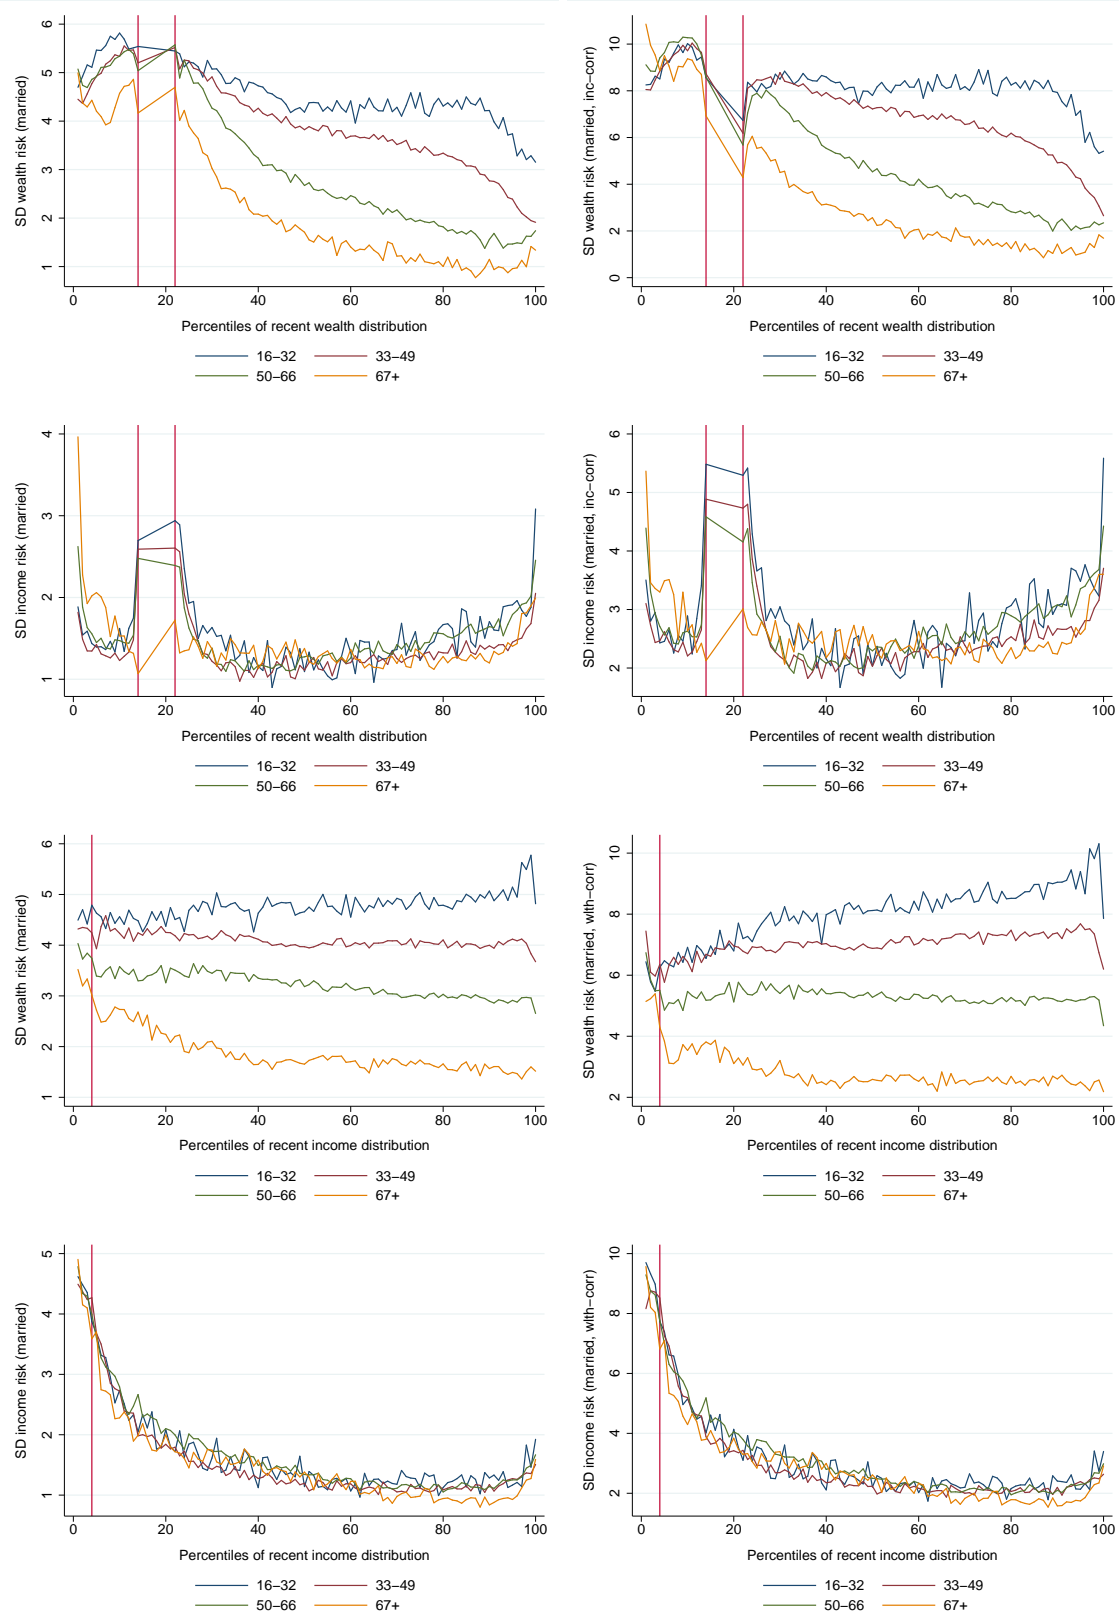 SD wealth risk (married)
6
5
4
3
2
1
0 20 40 60 80 100
Percentiles of recent wealth distribution
16−32 33−49
50−66 67+
SD wealth risk (married, inc−corr)
10
8
6
4
2
0
0 20 40 60 80 100
Percentiles of recent wealth distribution
16−32 33−49
50−66 67+
SD income risk (married)
4
3
2
1
0 20 40 60 80 100
Percentiles of recent wealth distribution
16−32 33−49
50−66 67+
SD income risk (married, inc−corr)
6
5
4
3
2
0 20 40 60 80 100
Percentiles of recent wealth distribution
16−32 33−49
50−66 67+
SD wealth risk (married)
6
5
4
3
2
1
0 20 40 60 80 100
Percentiles of recent income distribution
16−32 33−49
50−66 67+
SD wealth risk (married, wlth−corr)
10
8
6
4
2
0 20 40 60 80 100
Percentiles of recent income distribution
16−32 33−49
50−66 67+
SD income risk (married)
5
4
3
2
1
0 20 40 60 80 100
Percentiles of recent income distribution
16−32 33−49
50−66 67+
SD income risk (married, wlth−corr)
10
8
6
4
2
0 20 40 60 80 100
Percentiles of recent income distribution
16−32 33−49
50−66 67+